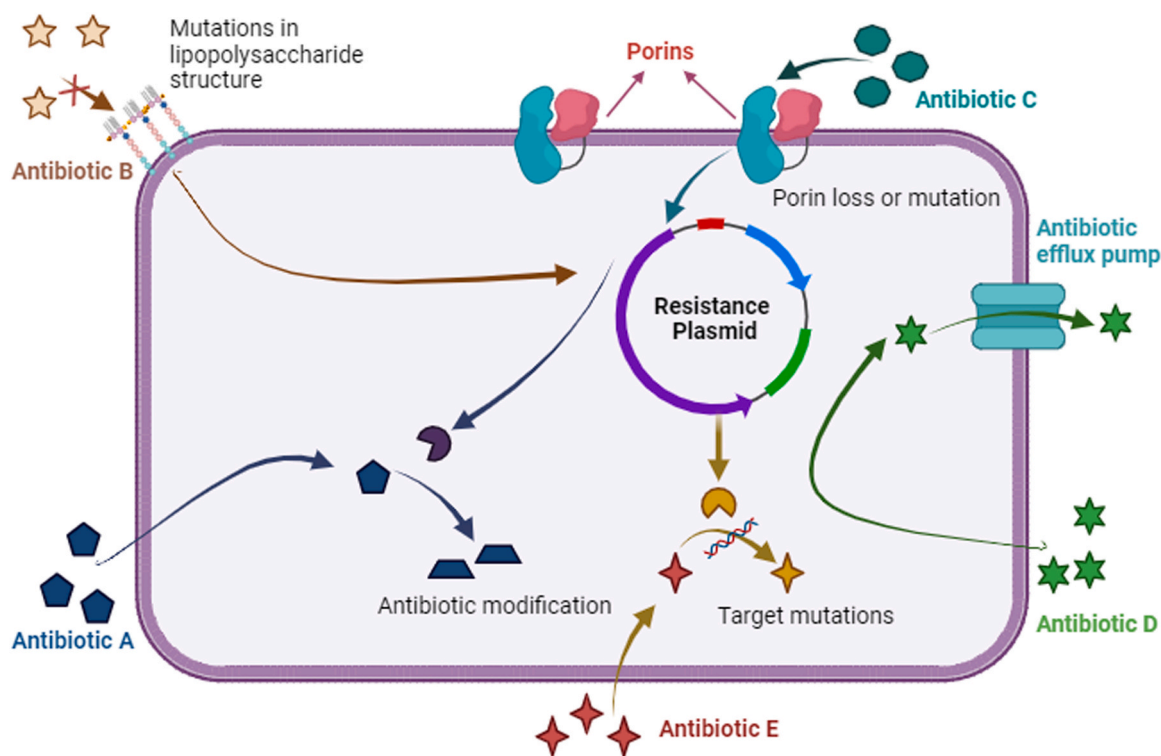 Mutations in
lipopolysaccharide
structure
Porins
Antibiotic C
Antibiotic B
Porin loss or mutation
Antibiotic
efflux pump
Resistance
Plasmid
Antibiotic modification
Target mutations
Antibiotic A
Antibiotic D
Antibiotic E